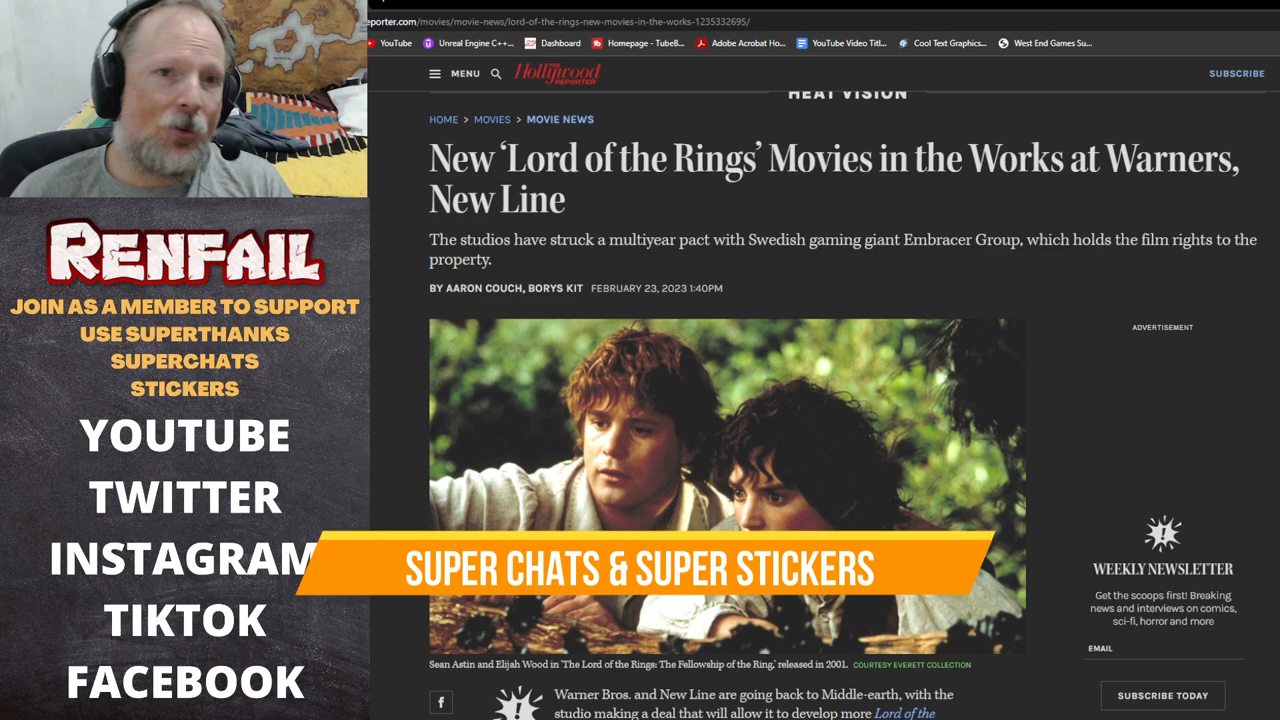 eporter.com/movies/movie-news/lord-of-the-rings-new-movies-in-the-works-1235332695/
YouTube
Unreal Engine C++...
Dashboard
Homepage - TubeB...
Adobe Acrobat Ho...
YouTube Video Titl...
Cool Text Graphics...
West End Games Su...
MENU
THE Hollywood REPORTER
SUBSCRIBE
HEAT VISION
HOME > MOVIES > MOVIE NEWS
New ‘Lord of the Rings’ Movies in the Works at Warners,
New Line
The studios have struck a multiyear pact with Swedish gaming giant Embracer Group, which holds the film rights to the
property.
BY AARON COUCH, BORYS KIT FEBRUARY 23, 2023 1:40PM
RENFAIL
JOIN AS A MEMBER TO SUPPORT
USE SUPERTHANKS
SUPERCHATS
STICKERS
YOUTUBE
TWITTER
INSTAGRAM
TIKTOK
FACEBOOK
SUPER CHATS & SUPER STICKERS
Sean Astin and Elijah Wood in 'The Lord of the Rings: The Fellowship of the Ring,' released in 2001. COURTESY EVERETT COLLECTION
Warner Bros. and New Line are going back to Middle-earth, with the
studio making a deal that will allow it to develop more Lord of the
ADVERTISEMENT
WEEKLY NEWSLETTER
Get the scoops first! Breaking
news and interviews on comics,
sci-fi, horror and more
EMAIL
SUBSCRIBE TODAY